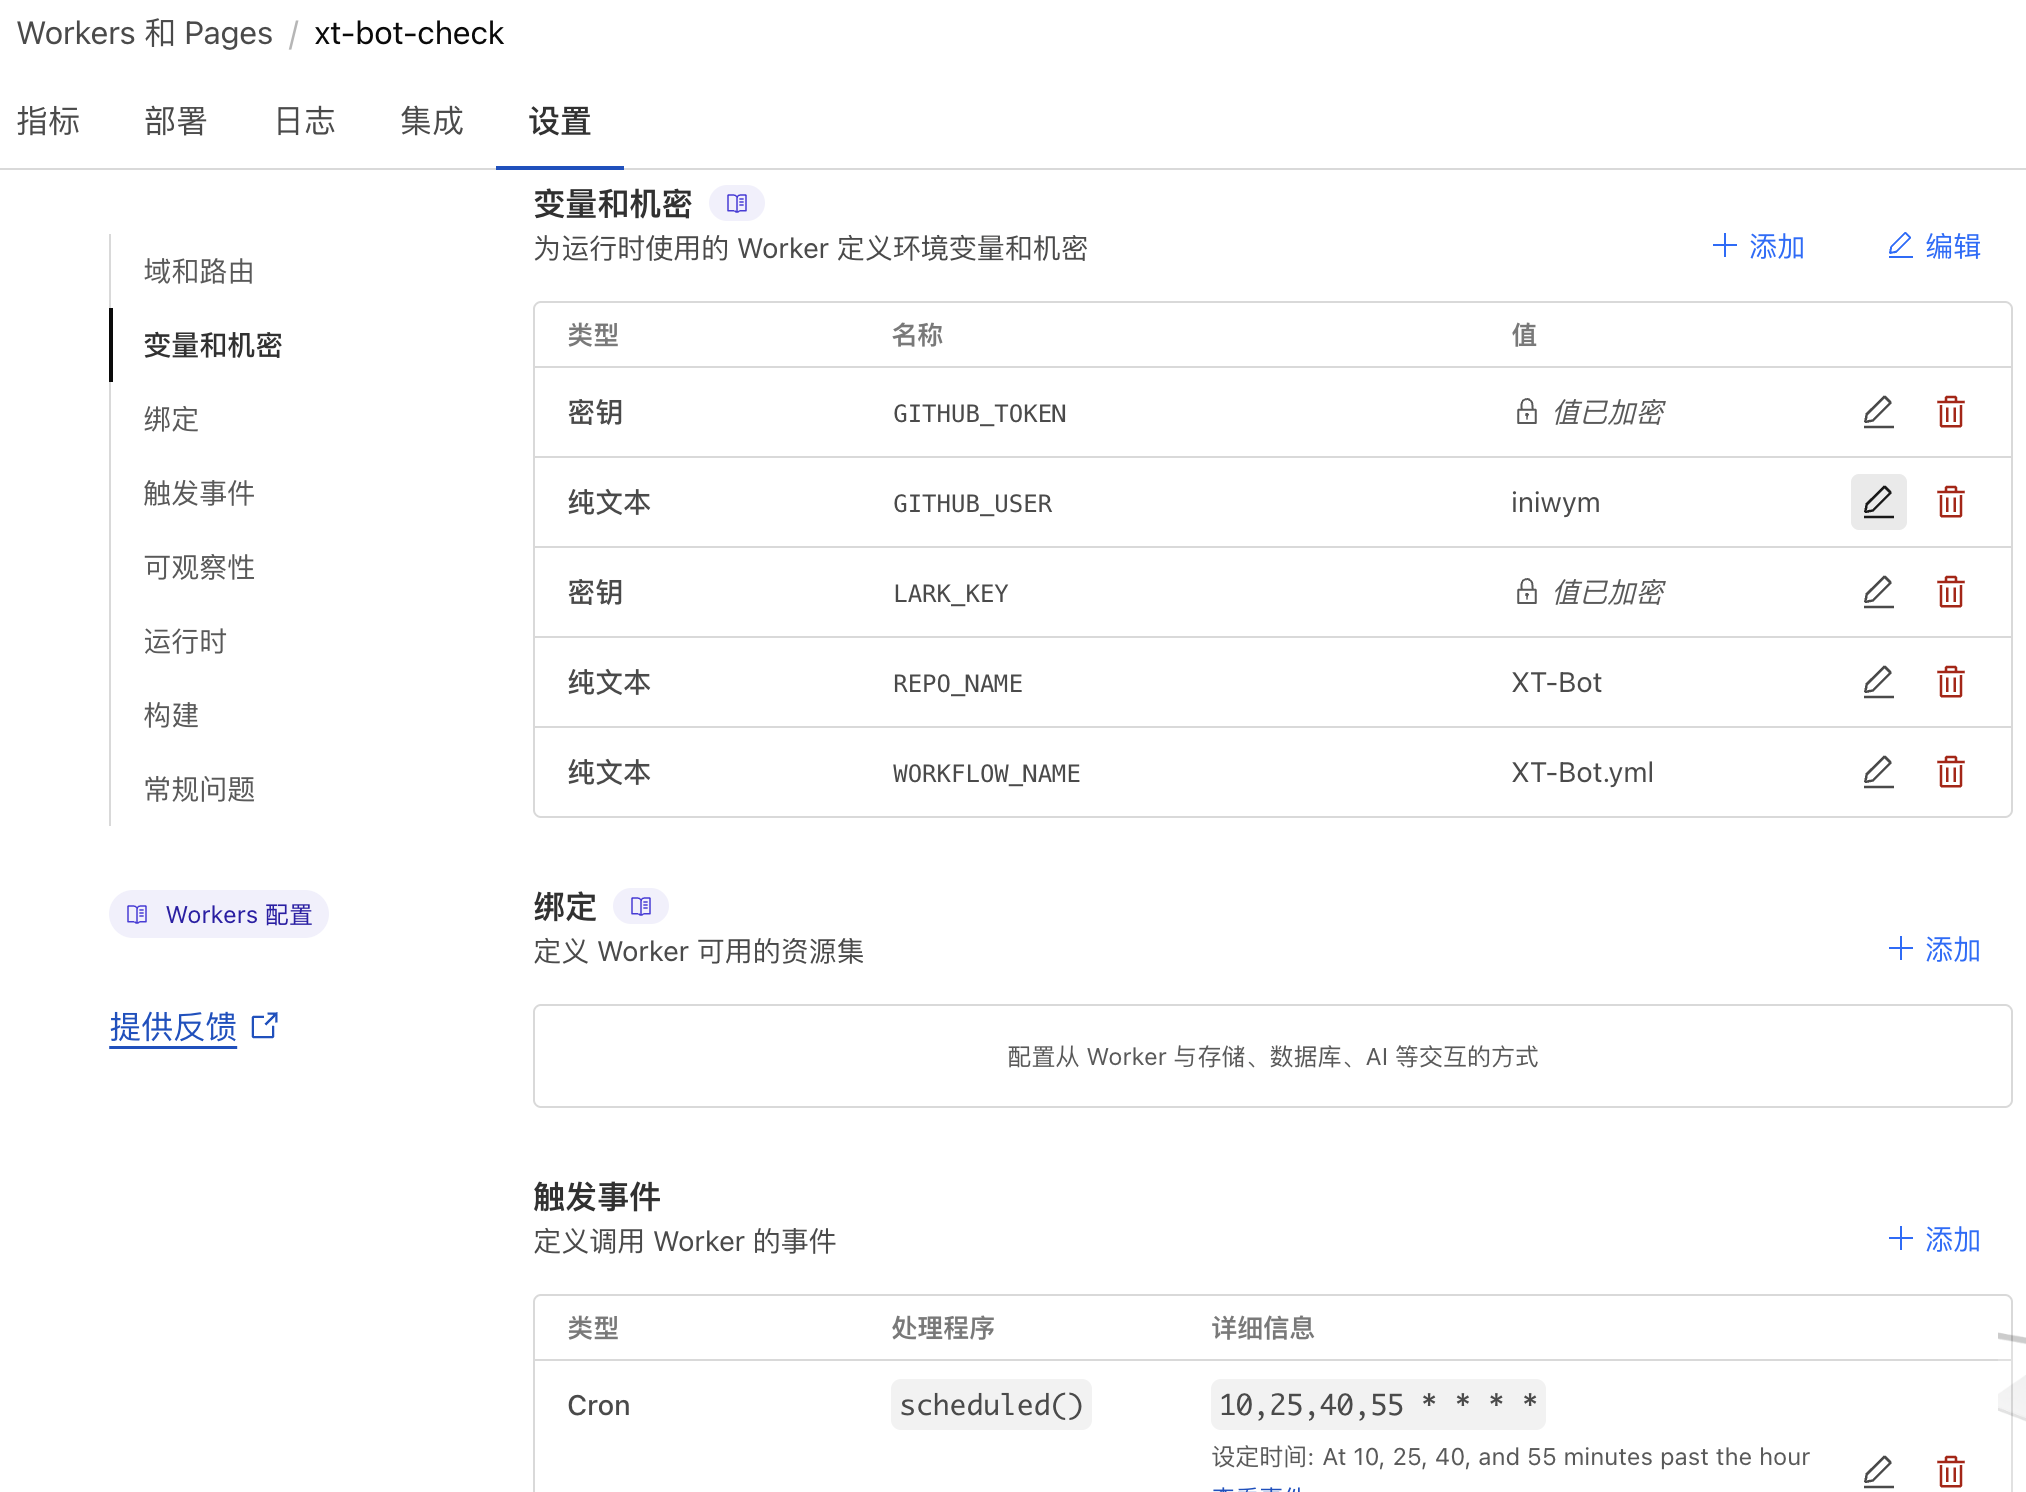 Workers 和 Pages / xt-bot-check
指标 部署 日志 集成 设置
变量和机密
为运行时使用的 Worker 定义环境变量和机密
添加 编辑
域和路由
变量和机密
绑定
触发事件
可观察性
运行时
构建
常规问题
Workers 配置
提供反馈
类型 名称 值
密钥 GITHUB_TOKEN 值已加密
纯文本 GITHUB_USER iniwym
密钥 LARK_KEY 值已加密
纯文本 REPO_NAME XT-Bot
纯文本 WORKFLOW_NAME XT-Bot.yml
绑定
定义 Worker 可用的资源集
添加
配置从 Worker 与存储、数据库、AI 等交互的方式
触发事件
定义调用 Worker 的事件
添加
类型 处理程序 详细信息
Cron scheduled() 10,25,40,55 * * * *
设定时间: At 10, 25, 40, and 55 minutes past the hour